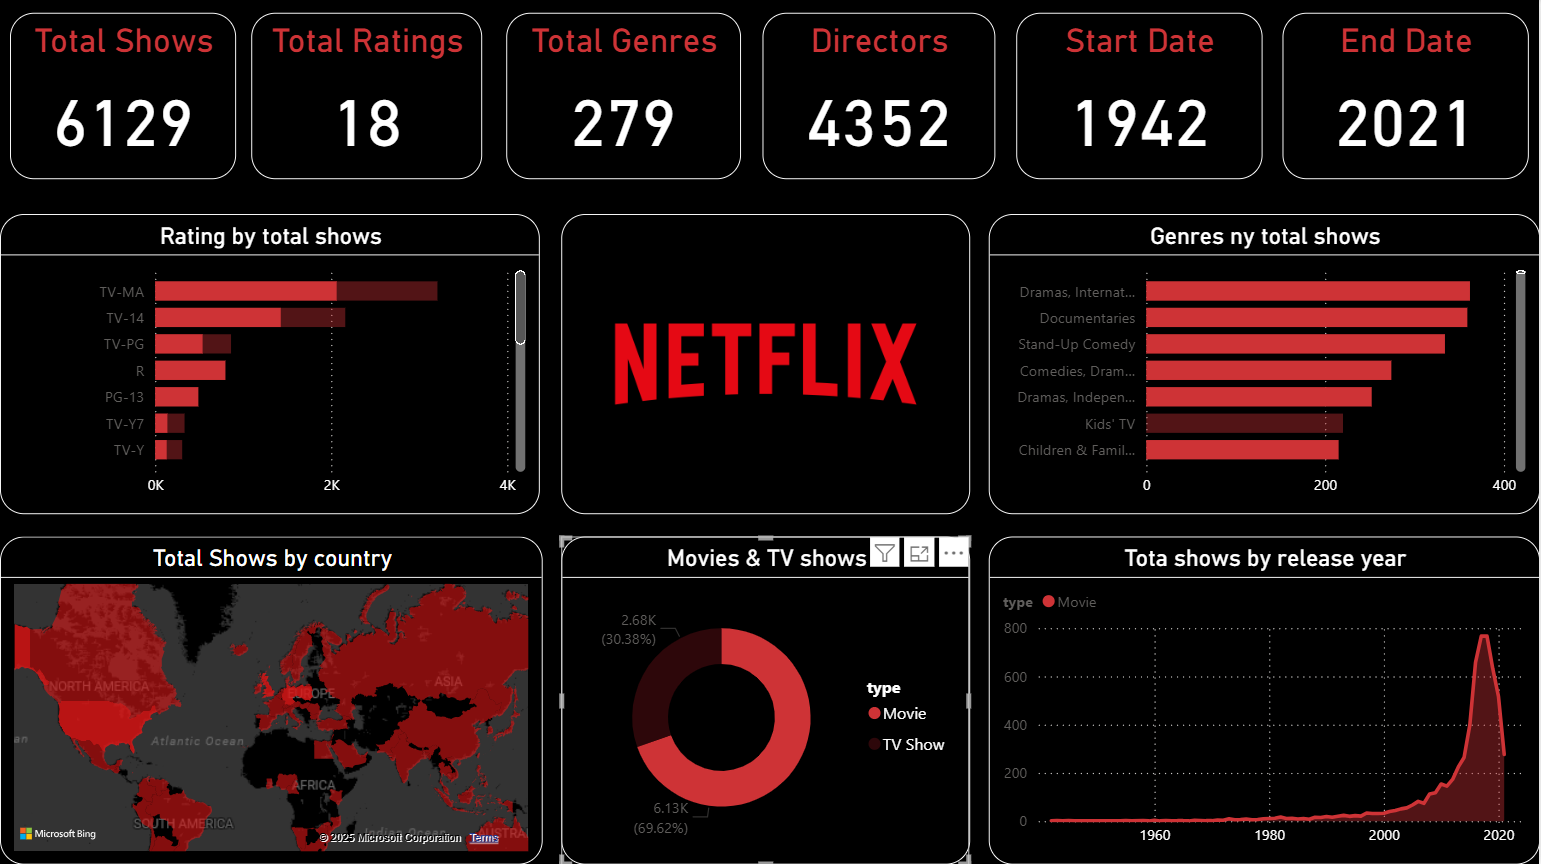 Total Shows
6129
Total Ratings
18
Total Genres
279
Directors
4352
Start Date
1942
End Date
2021
Rating by total shows
TV-MA
TV-14
TV-PG
R
PG-13
TV-Y7
TV-Y
0K 2K 4K
NETFLIX
Genres ny total shows
Dramas, Internat...
Documentaries
Stand-Up Comedy
Comedies, Dram...
Dramas, Indepen...
Kids' TV
Children & Famil...
0 200 400
Total Shows by country
NORTH AMERICA
EUROPE
ASIA
an
Atlantic Ocean
AFRICA
SOUTH AMERICA
Indian Ocean
AUSTRA
Microsoft Bing
© 2025 Microsoft Corporation Terms
Movies & TV shows
2.68K
(30.38%)
6.13K
(69.62%)
type
Movie
TV Show
Tota shows by release year
type Movie
800
600
400
200
0
1960 1980 2000 2020